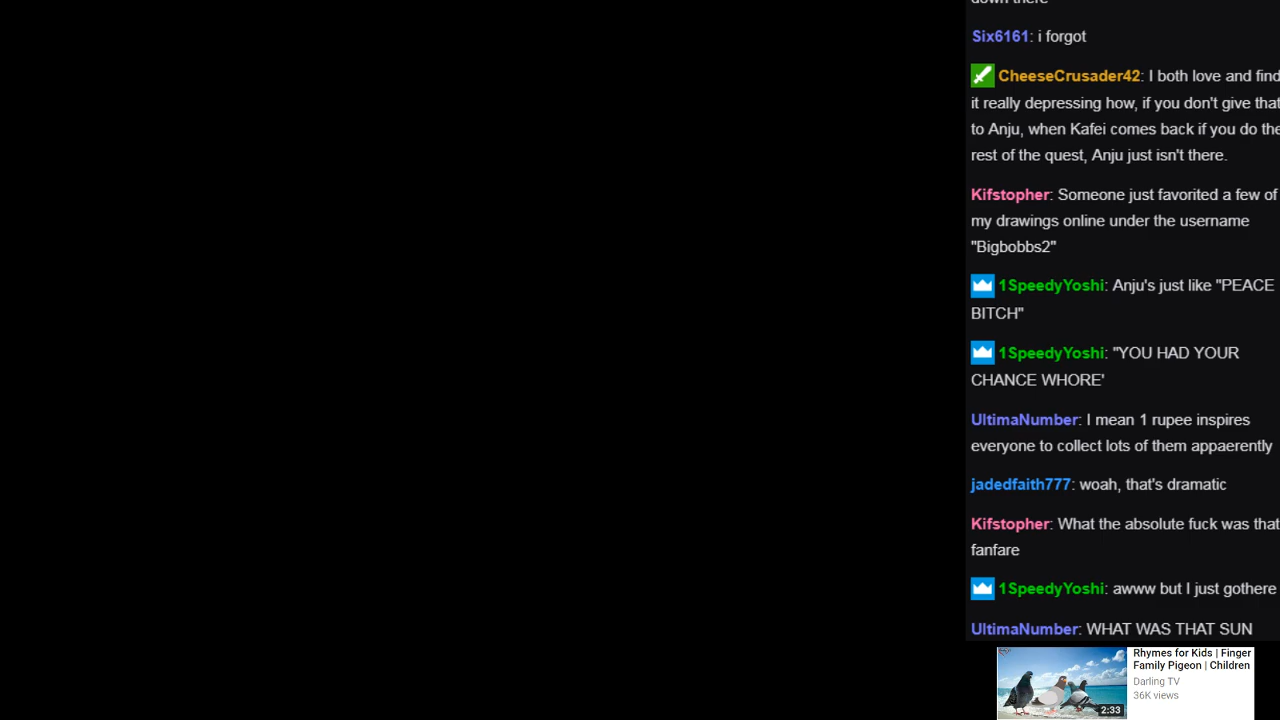 down there
Six6161: i forgot
CheeseCrusader42: I both love and find
it really depressing how, if you don't give that
to Anju, when Kafei comes back if you do the
rest of the quest, Anju just isn't there.
Kifstopher: Someone just favorited a few of
my drawings online under the username
"Bigbobbs2"
1SpeedyYoshi: Anju's just like "PEACE
BITCH"
1SpeedyYoshi: "YOU HAD YOUR
CHANCE WHORE'
UltimaNumber: I mean 1 rupee inspires
everyone to collect lots of them appaerently
jadedfaith777: woah, that's dramatic
Kifstopher: What the absolute fuck was that
fanfare
1SpeedyYoshi: awww but I just gothere
UltimaNumber: WHAT WAS THAT SUN
Rhymes for Kids | Finger
Family Pigeon | Children
Darling TV
36K views
2:33